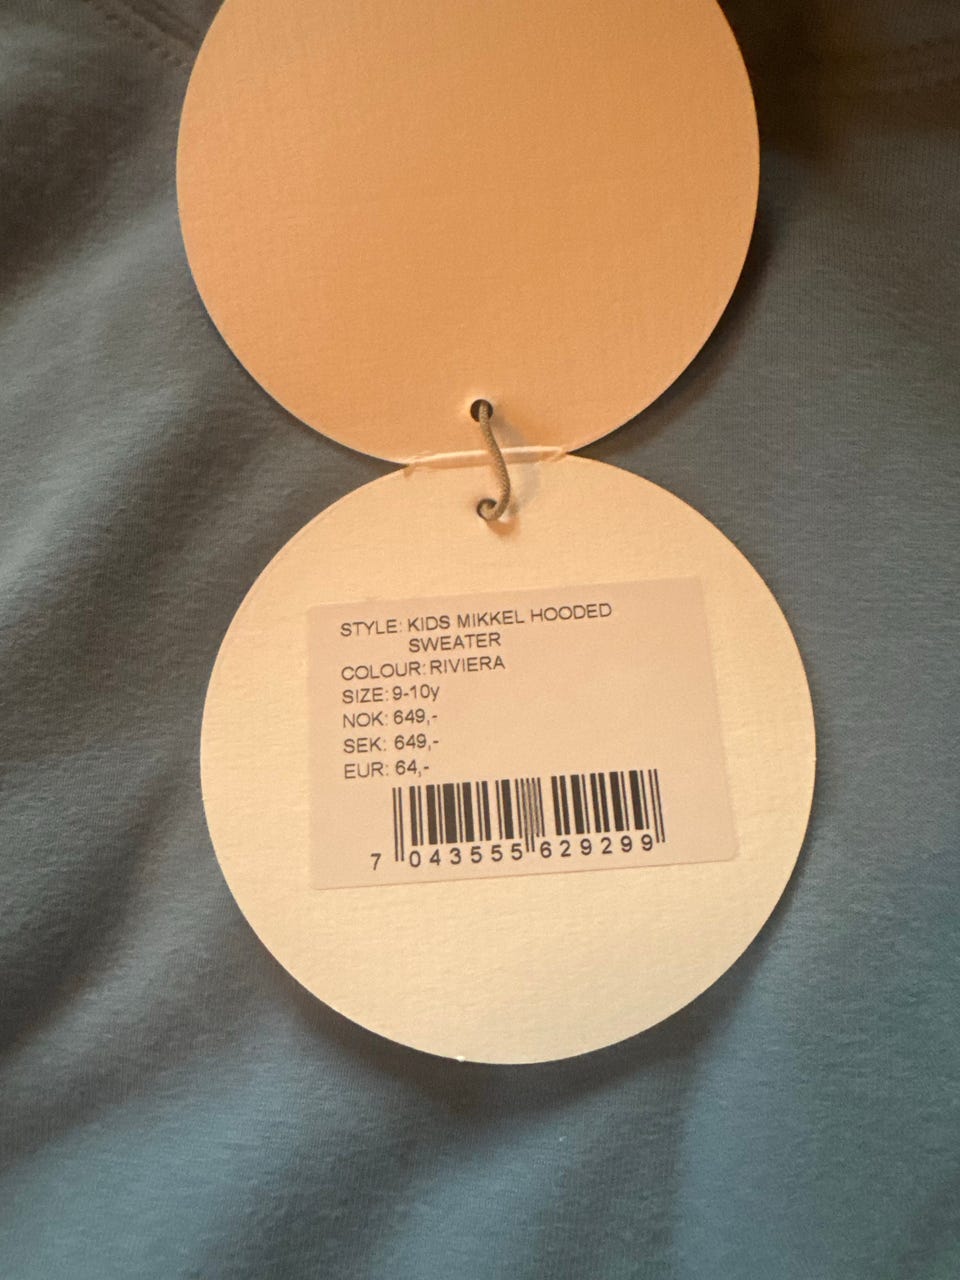 STYLE: KIDS MIKKEL HOODED
SWEATER
COLOUR: RIVIERA
SIZE: 9-10y
NOK: 649,-
SEK: 649,-
EUR: 64,-
7 043555 629299